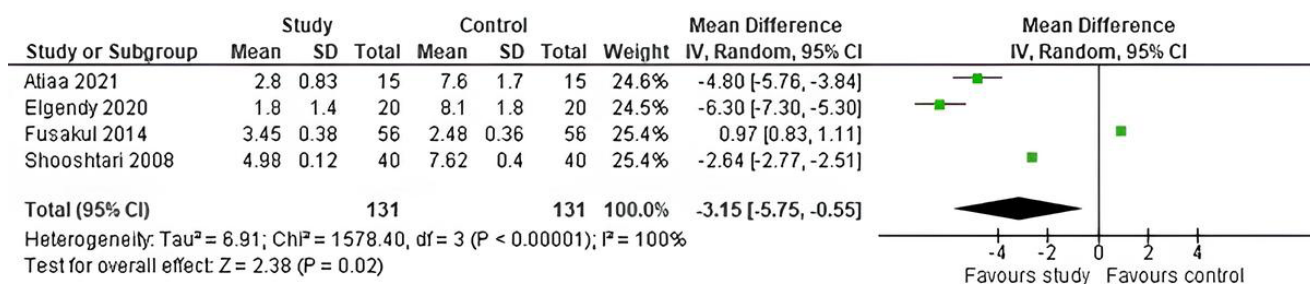 Study Control Mean Difference Mean Difference
Study or Subgroup Mean SD Total Mean SD Total Weight IV, Random, 95% CI IV, Random, 95% CI
Atiaa 2021 2.8 0.83 15 7.6 1.7 15 24.6% -4.80 [-5.76, -3.84]
Elgendy 2020 1.8 1.4 20 8.1 1.8 20 24.5% -6.30 [-7.30, -5.30]
Fusakul 2014 3.45 0.38 56 2.48 0.36 56 25.4% 0.97 [0.83, 1.11]
Shooshtari 2008 4.98 0.12 40 7.62 0.4 40 25.4% -2.64 [-2.77, -2.51]
Total (95% CI) 131 131 100.0% -3.15 [-5.75, -0.55]
Heterogeneity: Tau² = 6.91; Chi² = 1578.40, df = 3 (P < 0.00001); I² = 100%
Test for overall effect: Z = 2.38 (P = 0.02)
-4 -2 0 2 4
Favours study Favours control